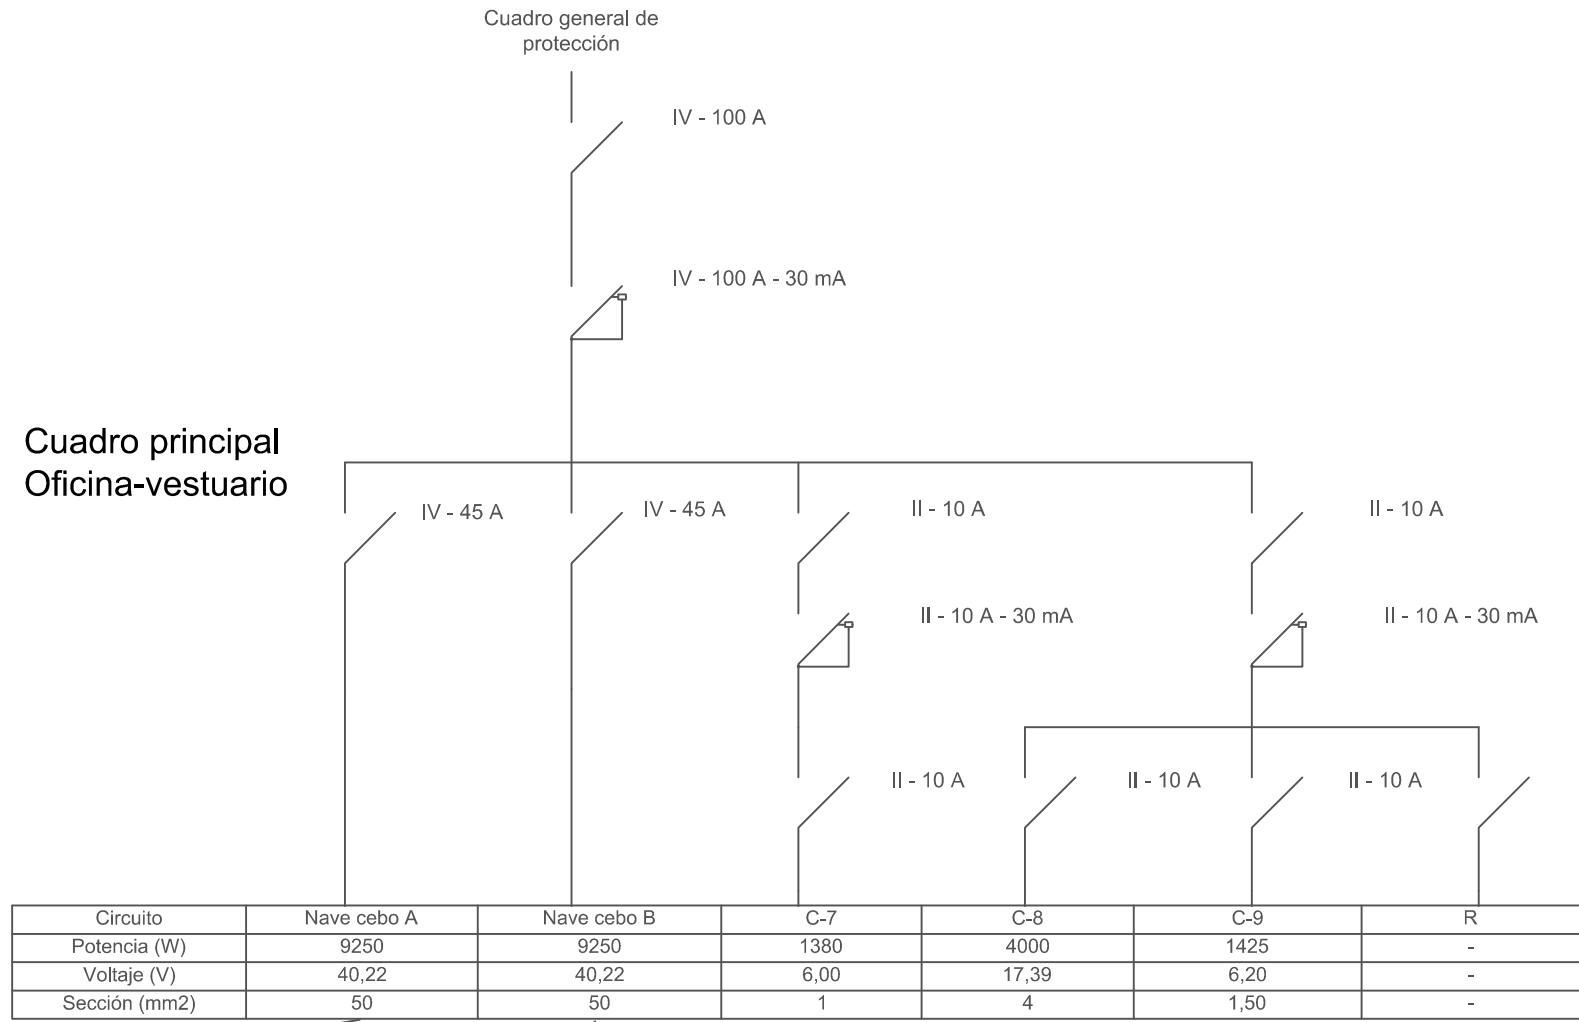 Cuadro general de
protección
IV - 100 A
IV - 100 A - 30 mA
Cuadro principal
Oficina-vestuario
IV - 45 A
IV - 45 A
II - 10 A
II - 10 A
II - 10 A - 30 mA
II - 10 A - 30 mA
II - 10 A
II - 10 A
II - 10 A
Circuito Nave cebo A Nave cebo B C-7 C-8 C-9 R
Potencia (W) 9250 9250 1380 4000 1425 -
Voltaje (V) 40,22 40,22 6,00 17,39 6,20 -
Sección (mm2) 50 50 1 4 1,50 -